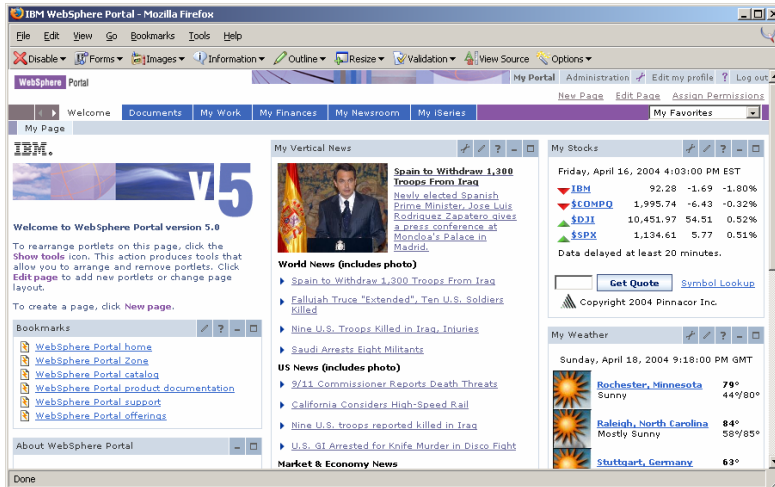 IBM WebSphere Portal - Mozilla Firefox
File Edit View Go Bookmarks Tools Help
Disable Forms Images Information Outline Resize Validation View Source Options
WebSphere Portal
My Portal Administration Edit my profile ? Log out
New Page Edit Page Assign Permissions
Welcome Documents My Work My Finances My Newsroom My iSeries
My Favorites
My Page
IBM.
v5
Welcome to WebSphere Portal version 5.0
To rearrange portlets on this page, click the
Show tools icon. This action produces tools that
allow you to arrange and remove portlets. Click
Edit page to add new portlets or change page
layout.
To create a page, click New page.
Bookmarks
WebSphere Portal home
WebSphere Portal Zone
WebSphere Portal catalog
WebSphere Portal product documentation
WebSphere Portal support
WebSphere Portal offerings
About WebSphere Portal
My Vertical News
Spain to Withdraw 1,300
Troops From Iraq
Newly elected Spanish
Prime Minister, Jose Luis
Rodriguez Zapatero gives
a press conference at
Moncloa's Palace in
Madrid.
World News (includes photo)
Spain to Withdraw 1,300 Troops From Iraq
Fallujah Truce "Extended", Ten U.S. Soldiers
Killed
Nine U.S. Troops Killed in Iraq, Injuries
Saudi Arrests Eight Militants
US News (includes photo)
9/11 Commissioner Reports Death Threats
California Considers High-Speed Rail
Nine U.S. troops reported killed in Iraq
U.S. GI Arrested for Knife Murder in Disco Fight
Market & Economy News
My Stocks
Friday, April 16, 2004 4:03:00 PM EST
IBM 92.28 -1.69 -1.80%
$COMPQ 1,995.74 -6.43 -0.32%
$DJI 10,451.97 54.51 0.52%
$SPX 1,134.61 5.77 0.51%
Data delayed at least 20 minutes.
Get Quote Symbol Lookup
Copyright 2004 Pinnacor Inc.
My Weather
Sunday, April 18, 2004 9:18:00 PM GMT
Rochester, Minnesota 79°
Sunny 44°/80°
Raleigh, North Carolina 84°
Mostly Sunny 58°/85°
Stuttgart, Germany 63°
Done